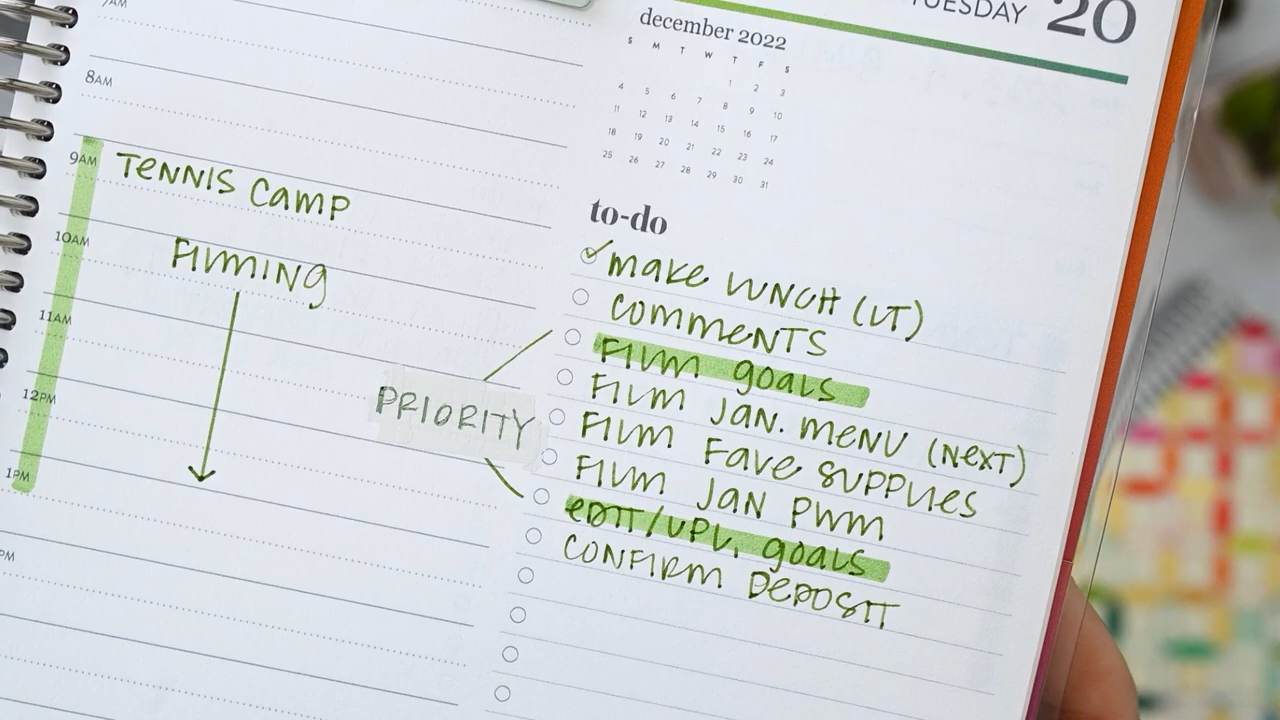 7AM
8AM
9AM
TENNIS CAMP
10AM
FILMING
11AM
12PM
1PM
PM
PRIORITY
TUESDAY 20
december 2022
S M T W T F S
1 2 3
4 5 6 7 8 9 10
11 12 13 14 15 16 17
18 19 20 21 22 23 24
25 26 27 28 29 30 31
to-do
make LUNCH (LT)
COMMENTS
FILM goals
FILM JAN. MENU (NEXT)
FILM Fave SUPPLIES
FILM JAN PWM
EDIT/UPL, goals
CONFIRM DEPOSIT